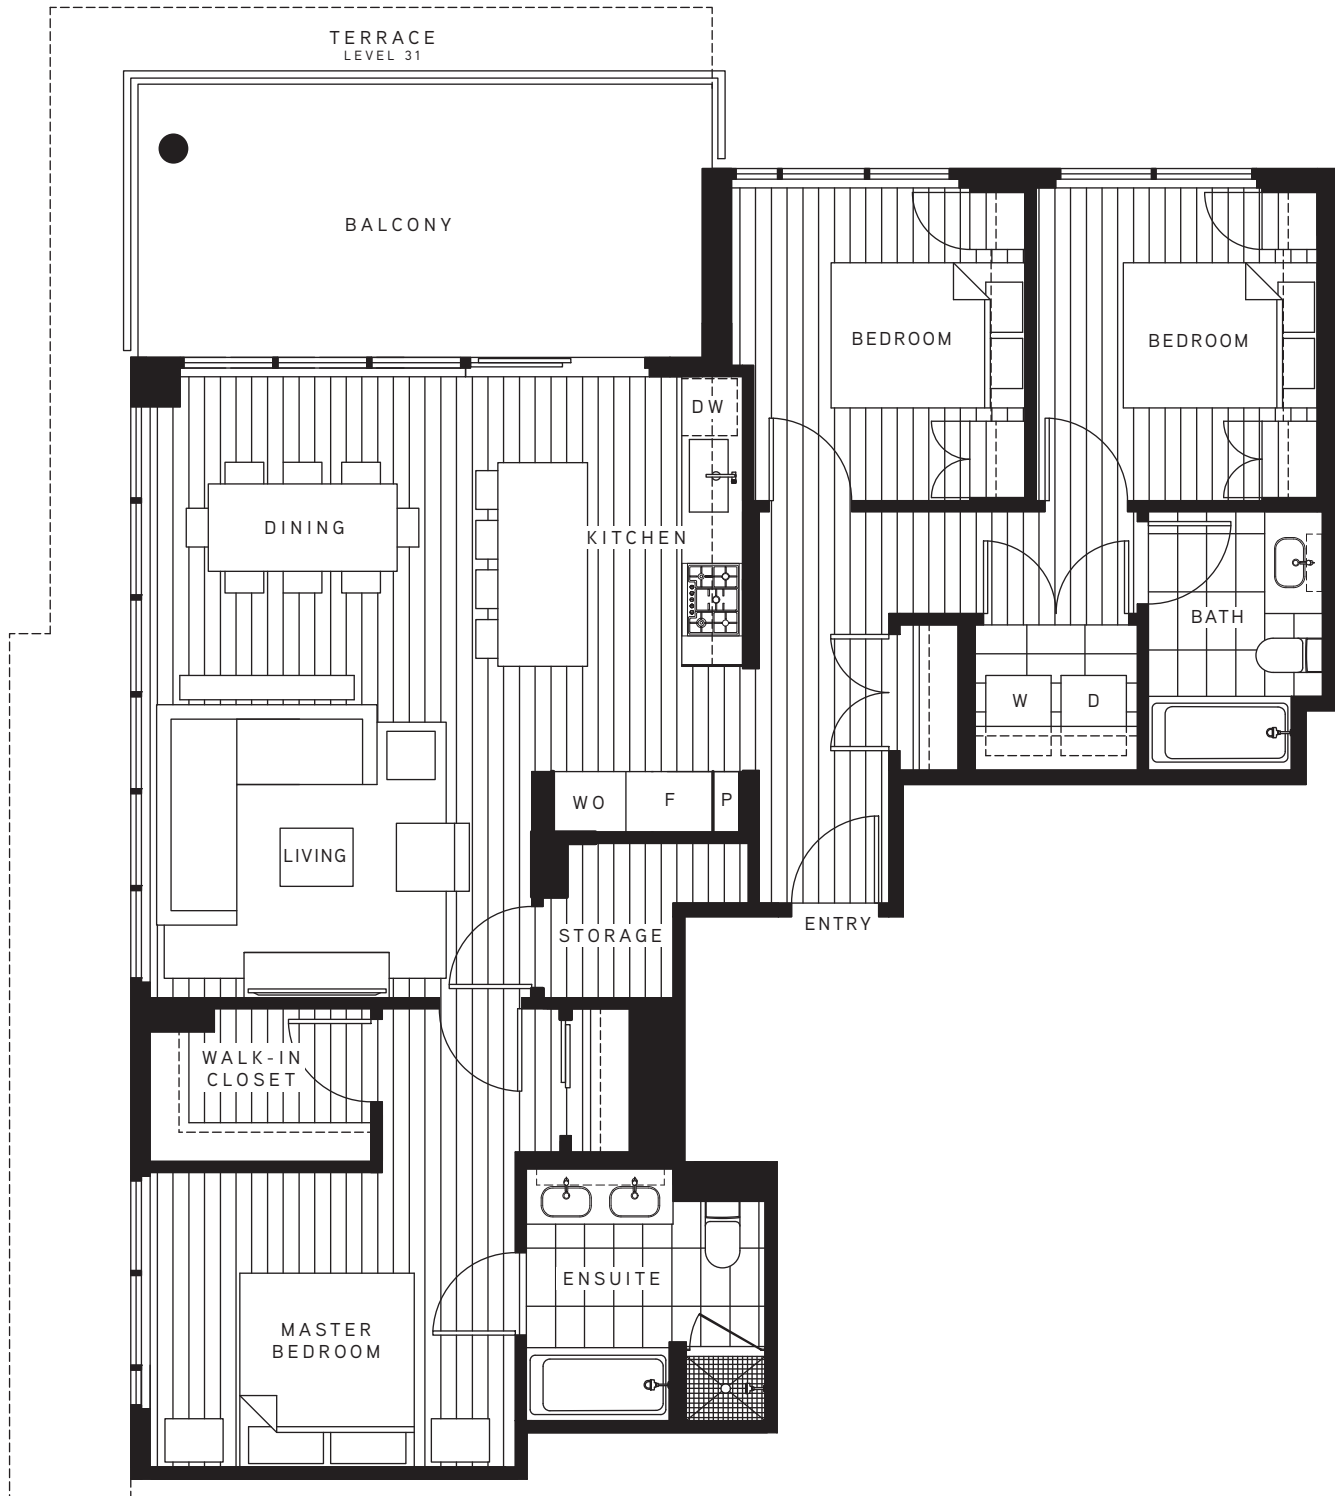 TERRACE
LEVEL 31
BALCONY
BEDROOM
BEDROOM
DW
DINING
KITCHEN
BATH
W
D
WO
F
P
LIVING
ENTRY
STORAGE
WALK-IN
CLOSET
ENSUITE
MASTER
BEDROOM